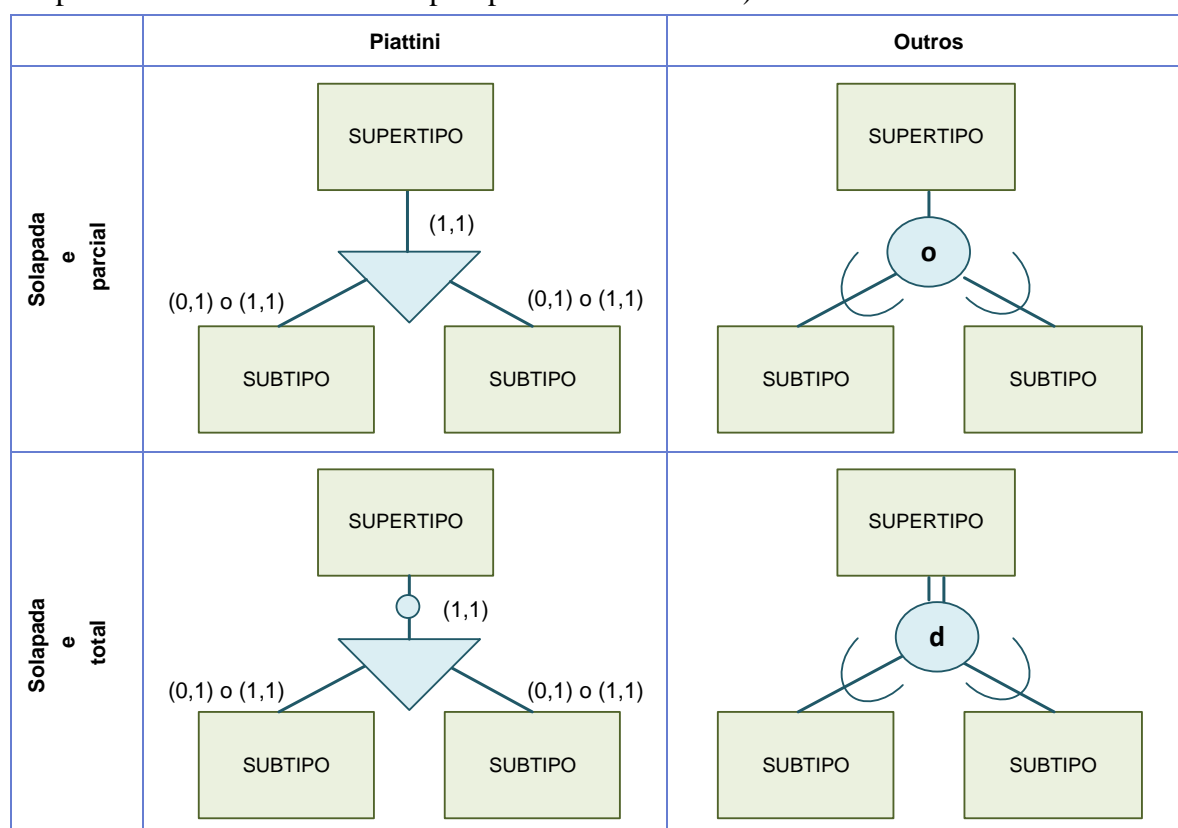 Piattini
Outros
Solapada
e
parcial
SUPERTIPO
(1,1)
(0,1) o (1,1)
(0,1) o (1,1)
SUBTIPO
SUBTIPO
SUPERTIPO
o
SUBTIPO
SUBTIPO
Solapada
e
total
SUPERTIPO
(1,1)
(0,1) o (1,1)
(0,1) o (1,1)
SUBTIPO
SUBTIPO
SUPERTIPO
d
SUBTIPO
SUBTIPO